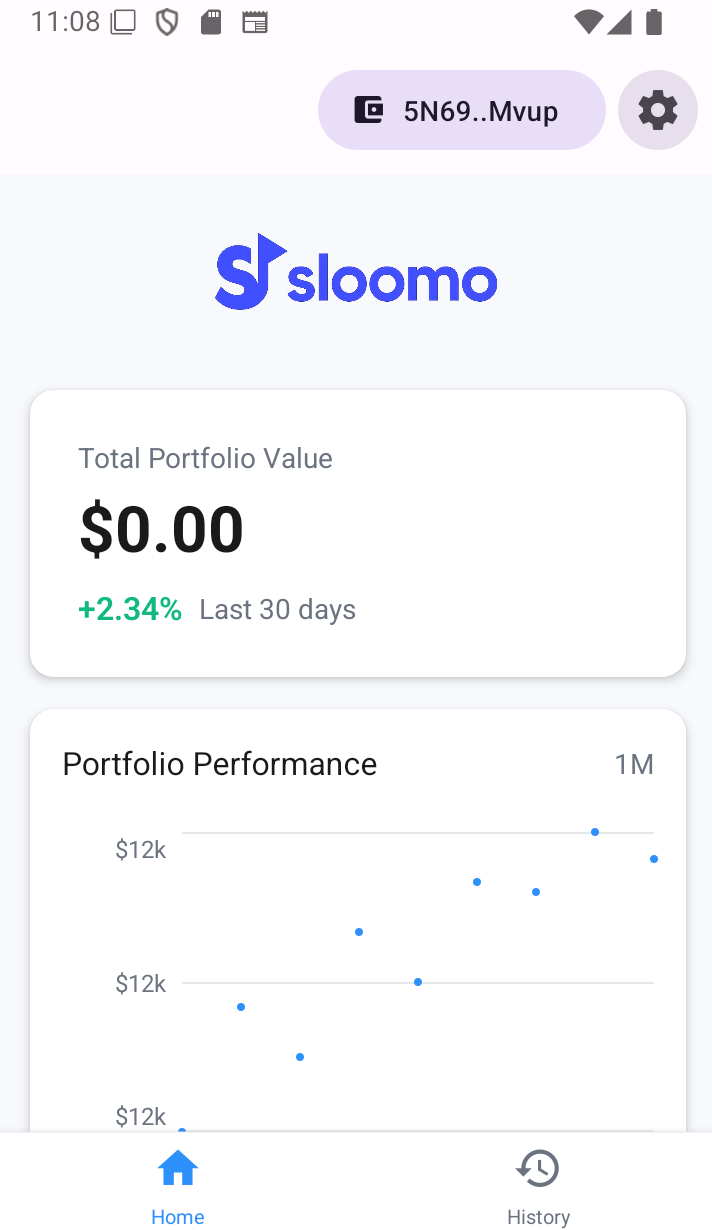 11:08
5N69..Mvup
sloomo
Total Portfolio Value
$0.00
+2.34% Last 30 days
Portfolio Performance 1M
$12k
$12k
$12k
Home History